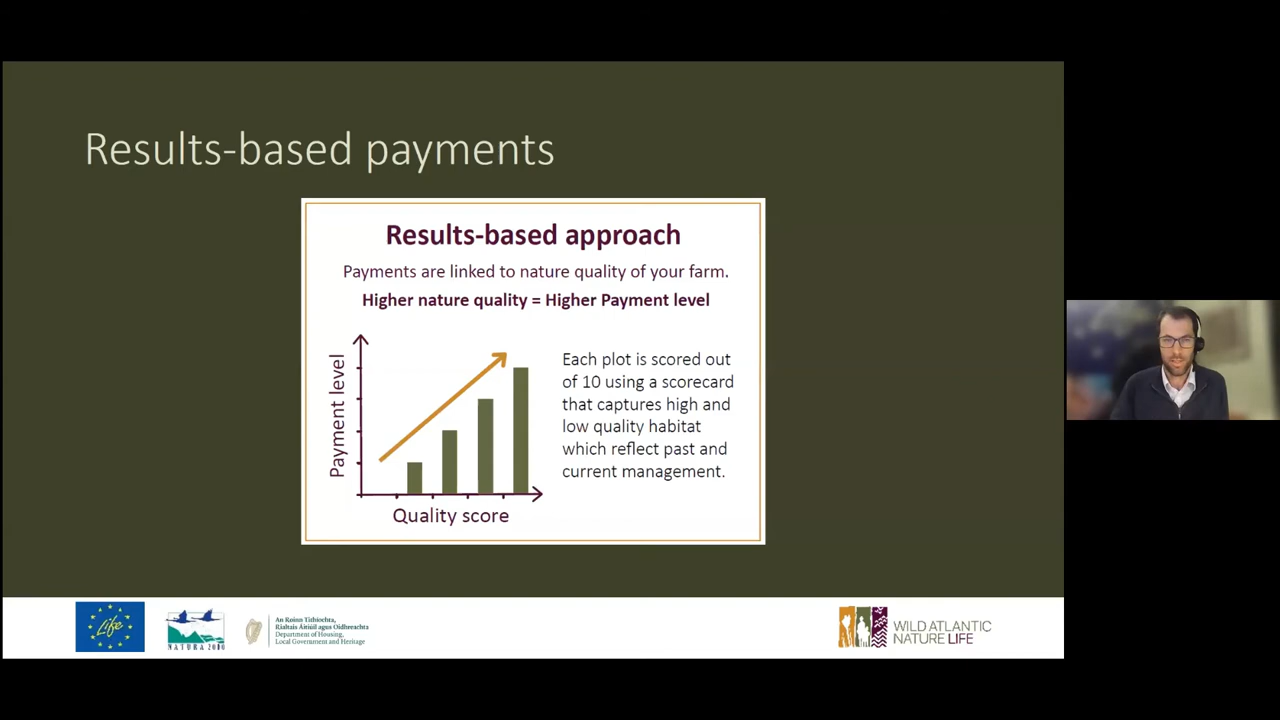 Results-based payments
Results-based approach
Payments are linked to nature quality of your farm.
Higher nature quality = Higher Payment level
Payment level
Quality score
Each plot is scored out
of 10 using a scorecard
that captures high and
low quality habitat
which reflect past and
current management.
Life
NATURA 2000
An Roinn Tithíochta,
Rialtais Áitiúil agus Oidhreachta
Department of Housing,
Local Government and Heritage
WILD ATLANTIC
NATURE LIFE